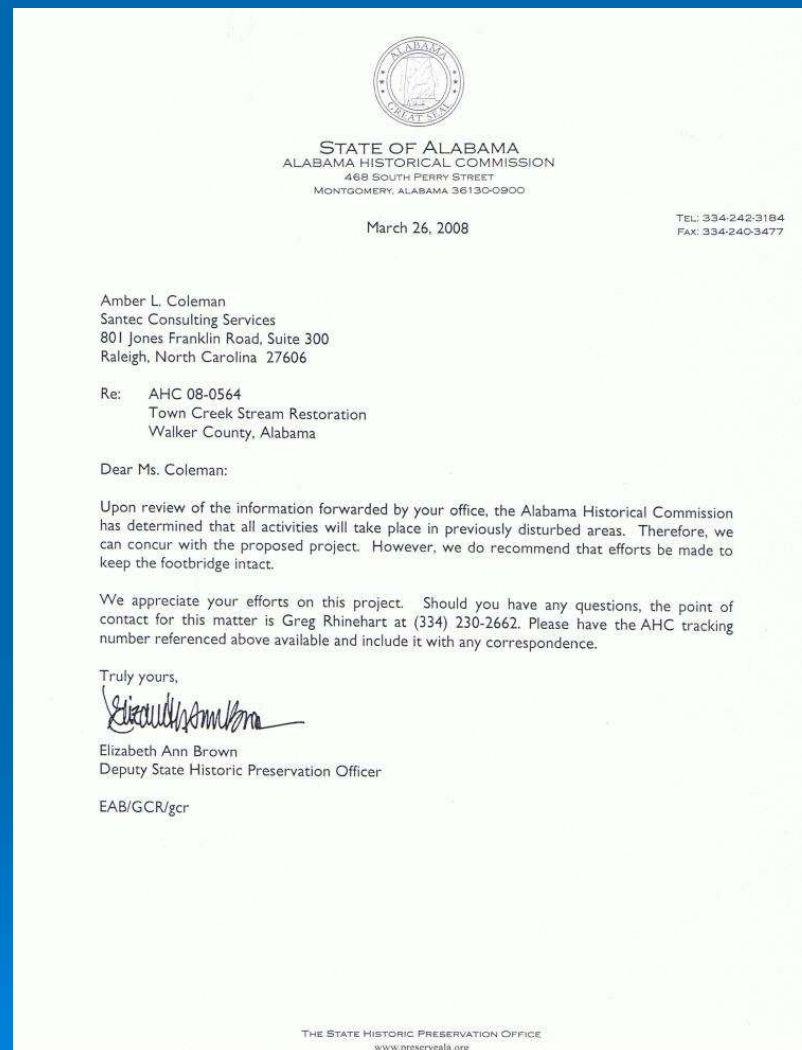 ALABAMA
GREAT SEAL
STATE OF ALABAMA
ALABAMA HISTORICAL COMMISSION
468 SOUTH PERRY STREET
MONTGOMERY, ALABAMA 36130-0900
March 26, 2008
TEL: 334-242-3184
FAX: 334-240-3477
Amber L. Coleman
Santec Consulting Services
801 Jones Franklin Road, Suite 300
Raleigh, North Carolina 27606
Re: AHC 08-0564
Town Creek Stream Restoration
Walker County, Alabama
Dear Ms. Coleman:
Upon review of the information forwarded by your office, the Alabama Historical Commission
has determined that all activities will take place in previously disturbed areas. Therefore, we
can concur with the proposed project. However, we do recommend that efforts be made to
keep the footbridge intact.
We appreciate your efforts on this project. Should you have any questions, the point of
contact for this matter is Greg Rhinehart at (334) 230-2662. Please have the AHC tracking
number referenced above available and include it with any correspondence.
Truly yours,
Elizabeth Ann Brown
Deputy State Historic Preservation Officer
EAB/GCR/gcr
THE STATE HISTORIC PRESERVATION OFFICE
www.preserveala.org